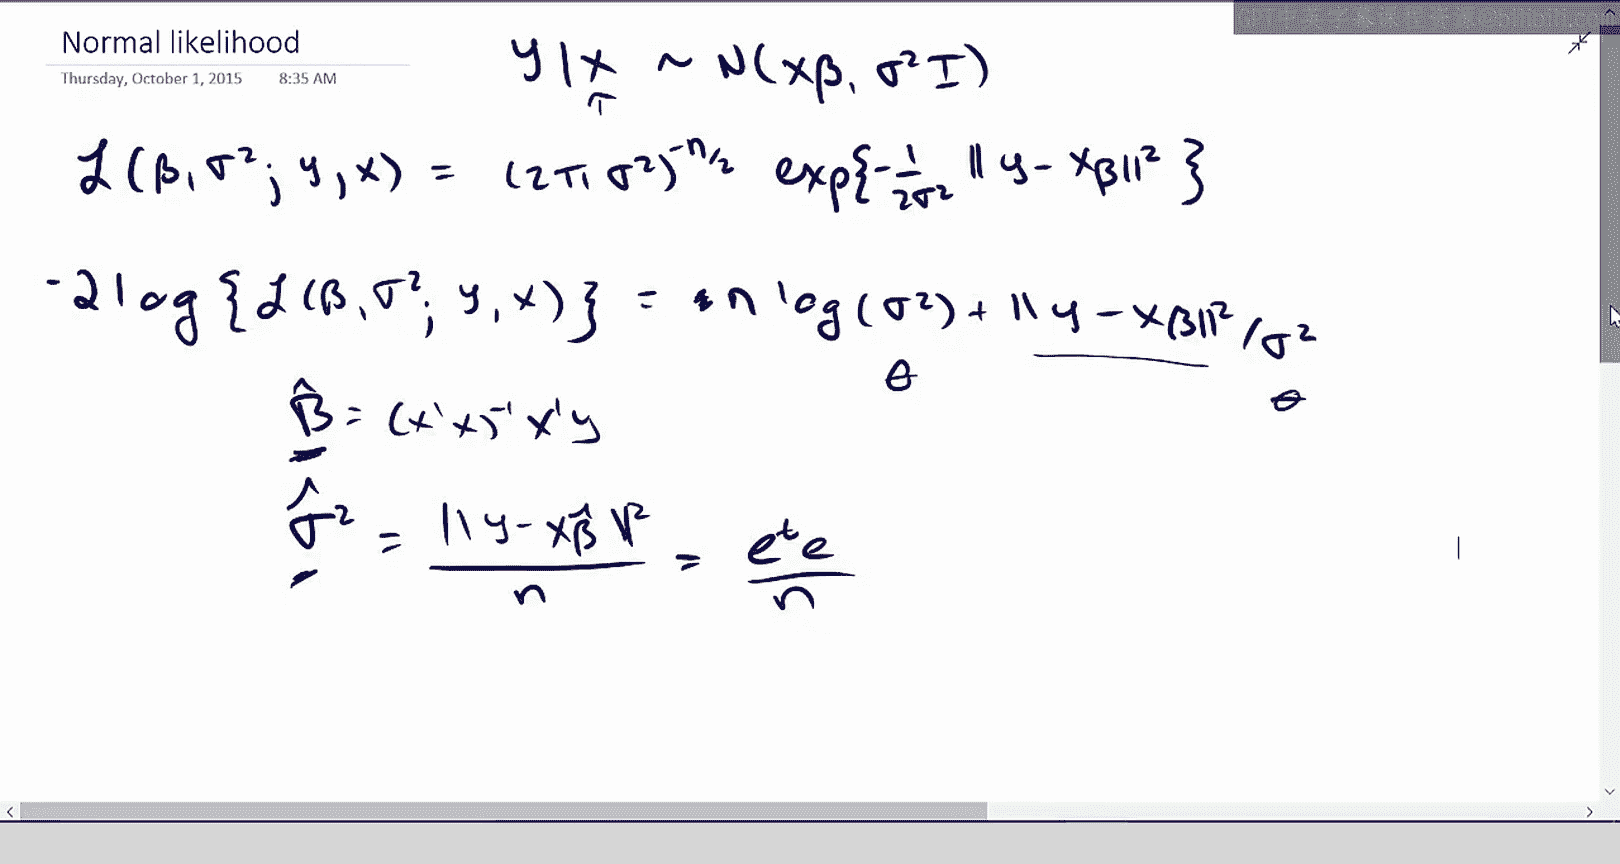 Normal likelihood
Thursday, October 1, 2015 8:35 AM
y | x ~ N(xβ, σ² I)
↑
L(β, σ²; y, x) = (2π σ²)^{-n/2} exp{-1/2σ² ||y - xβ||²}
-2 log{L(β, σ²; y, x)} = n log(σ²) + ||y - xβ||² / σ²
θ θ
β̂ = (x'x)⁻¹ x'y
σ̂² = ||y - xβ̂||² / n = eᵗe / n